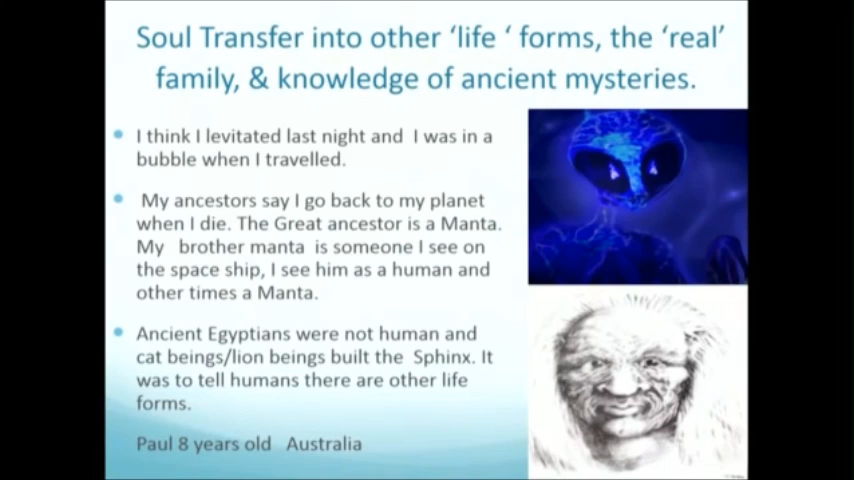 Soul Transfer into other ‘life ‘ forms, the ‘real’
family, & knowledge of ancient mysteries.
I think I levitated last night and I was in a
bubble when I travelled.
My ancestors say I go back to my planet
when I die. The Great ancestor is a Manta.
My brother manta is someone I see on
the space ship, I see him as a human and
other times a Manta.
Ancient Egyptians were not human and
cat beings/lion beings built the Sphinx. It
was to tell humans there are other life
forms.
Paul 8 years old Australia